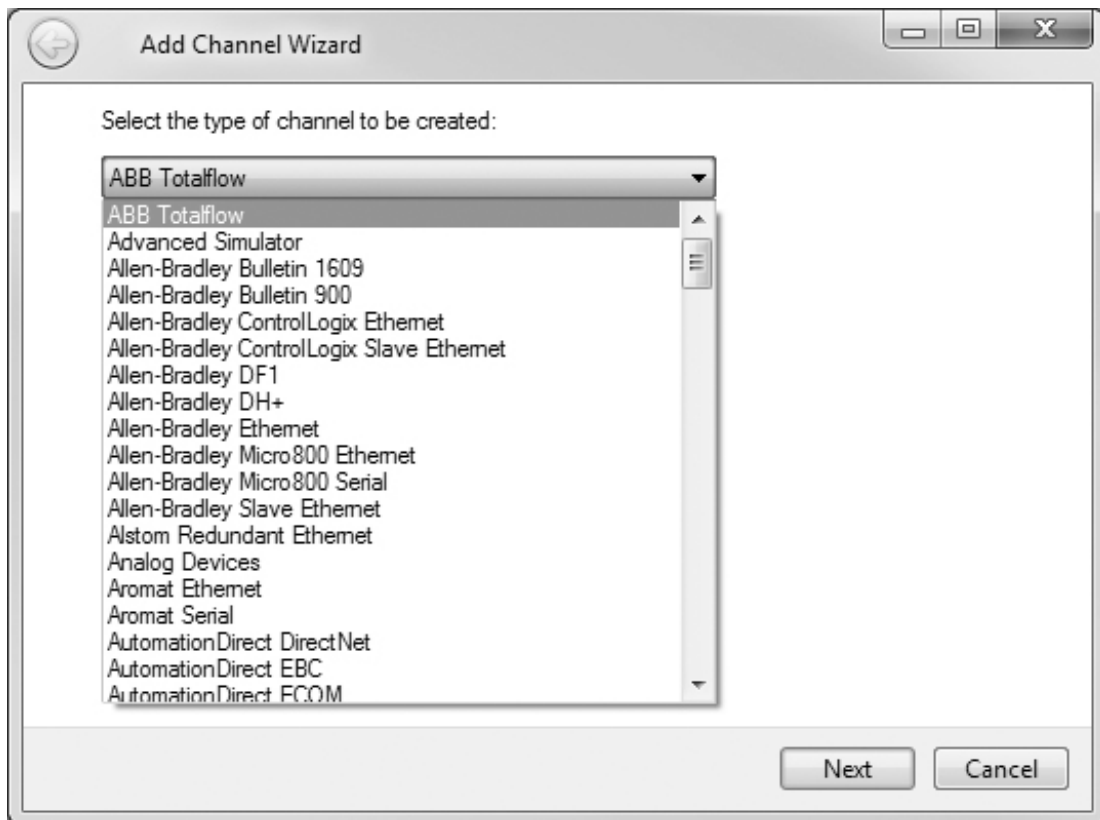 Add Channel Wizard
Select the type of channel to be created:
ABB Totalflow
ABB Totalflow
Advanced Simulator
Allen-Bradley Bulletin 1609
Allen-Bradley Bulletin 900
Allen-Bradley ControlLogix Ethernet
Allen-Bradley ControlLogix Slave Ethernet
Allen-Bradley DF1
Allen-Bradley DH+
Allen-Bradley Ethernet
Allen-Bradley Micro800 Ethernet
Allen-Bradley Micro800 Serial
Allen-Bradley Slave Ethernet
Alstom Redundant Ethernet
Analog Devices
Aromat Ethernet
Aromat Serial
AutomationDirect DirectNet
AutomationDirect EBC
AutomationDirect ECOM
Next Cancel